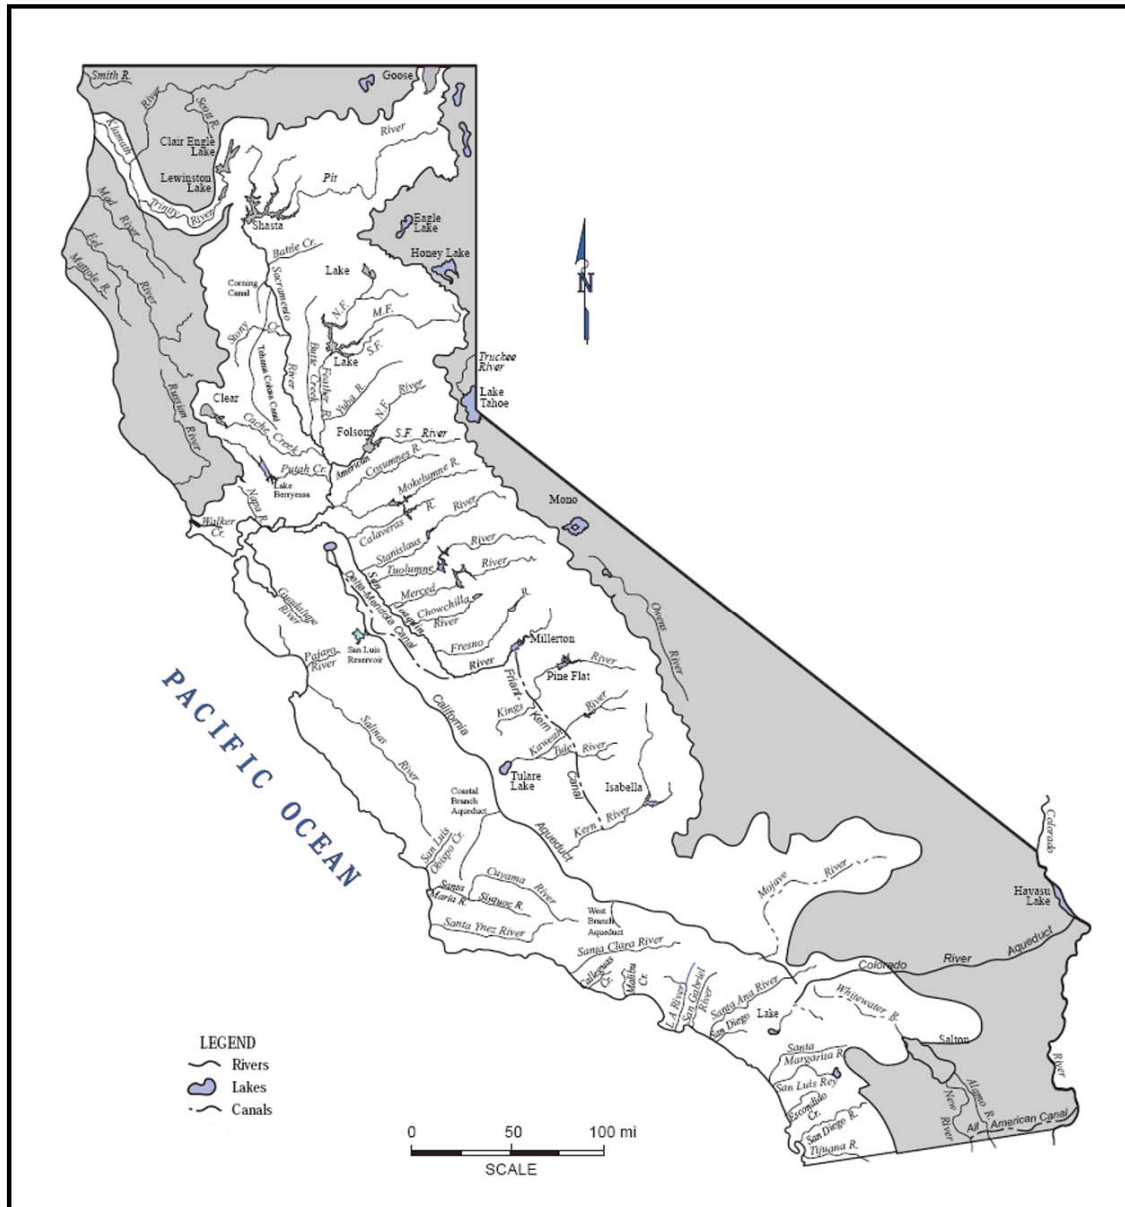 Smith R.
Goose
River
Scott R.
River
Klamath
Clair Engle
Lake
Lewinston
Lake
Pit
Trinity
River
Mad
River
Shasta
Eagle
Lake
Eel
River
Mattole R.
Battle Cr.
Honey Lake
Lake
Corning
Canal
Sacramento
River
N.F.
M.F.
S.F.
N
Stony
Cr.
Tehama Colusa Canal
Butte
Creek
Lake
Feather R.
Truckee
River
Lake
Tahoe
Russian
River
Clear
Yuba R.
N.F.
River
Cache Creek
Folsom
S.F. River
American
Cosumnes R.
Putah Cr.
Lake
Berryessa
Mokelumne R.
Napa R.
Mono
Walker
Cr.
Calaveras
R.
Stanislaus
River
Tuolumne
River
Merced
River
Delta-Mendota Canal
San
Joaquin
River
Chowchilla
River
Fresno
R.
Guadalupe
River
Owens
River
Pajaro
River
San Luis
Reservoir
Millerton
Pine Flat
River
PACIFIC OCEAN
Friant-
Kern
Canal
Kings
River
Kaweah
Tule
River
Salinas
River
California
Aqueduct
Tulare
Lake
Isabella
Coastal
Branch
Aqueduct
Kern
River
San Luis
Obispo Cr.
Cuyama
River
Santa
Maria R.
Sisquoc R.
Mojave
River
Colorado
Havasu
Lake
Santa Ynez River
West
Branch
Aqueduct
Santa Clara River
Calleguas
Cr.
Malibu
Cr.
L.A River
San Gabriel
River
Santa Ana River
San Diego
Lake
Colorado
River
Aqueduct
Whitewater R.
Salton
Santa
Margarita R.
San Luis Rey
Escondido
Cr.
San Diego R.
Tijuana R.
New
River
Alamo R.
All American Canal
River
LEGEND
Rivers
Lakes
Canals
0 50 100 mi
SCALE